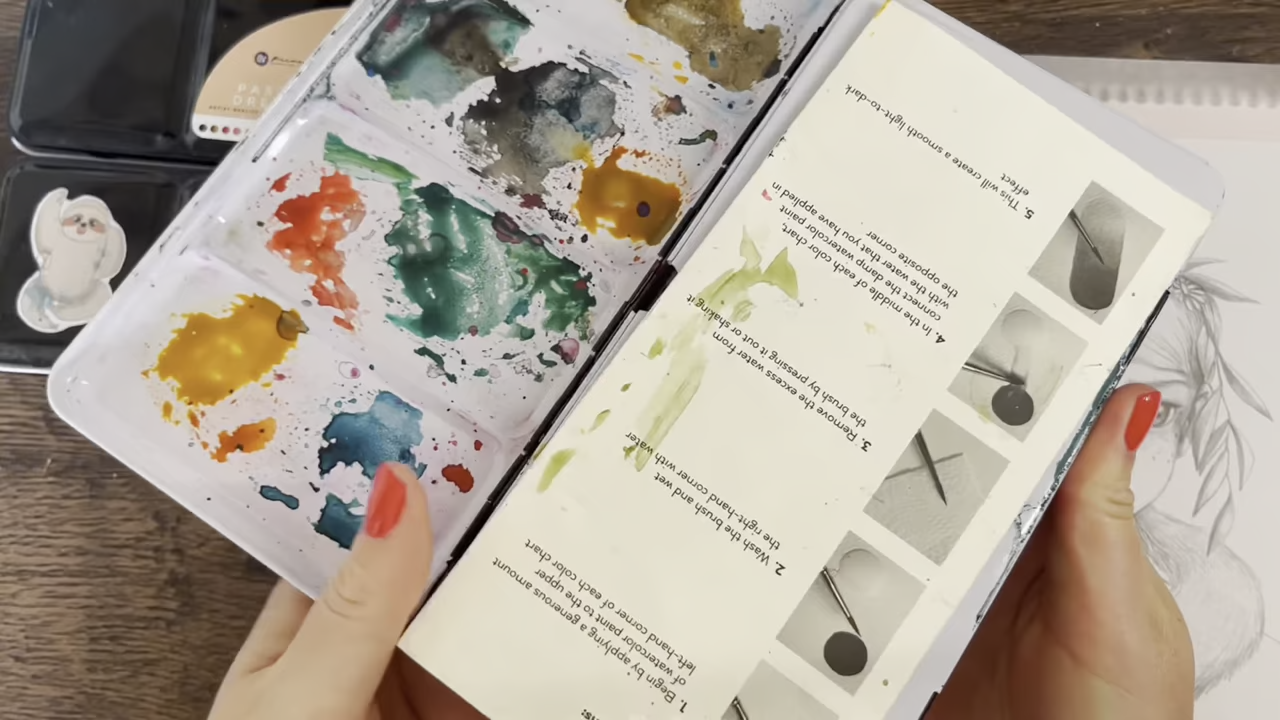 ns:
1. Begin by applying a generous amount
of watercolor paint to the upper
left-hand corner of each color chart
2. Wash the brush and wet
the right-hand corner with water
3. Remove the excess water from
the brush by pressing it out or shaking it
4. In the middle of each color chart,
connect the damp watercolor paint
with the water that you have applied in
the opposite corner
5. This will create a smooth light-to-dark
effect